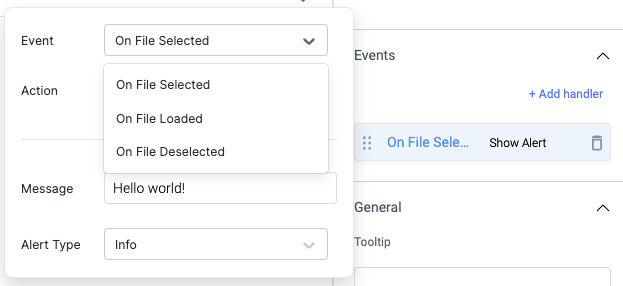 Event
On File Selected
Action
On File Selected
On File Loaded
On File Deselected
Message
Hello world!
Alert Type
Info
Events
+ Add handler
On File Sele...
Show Alert
General
Tooltip